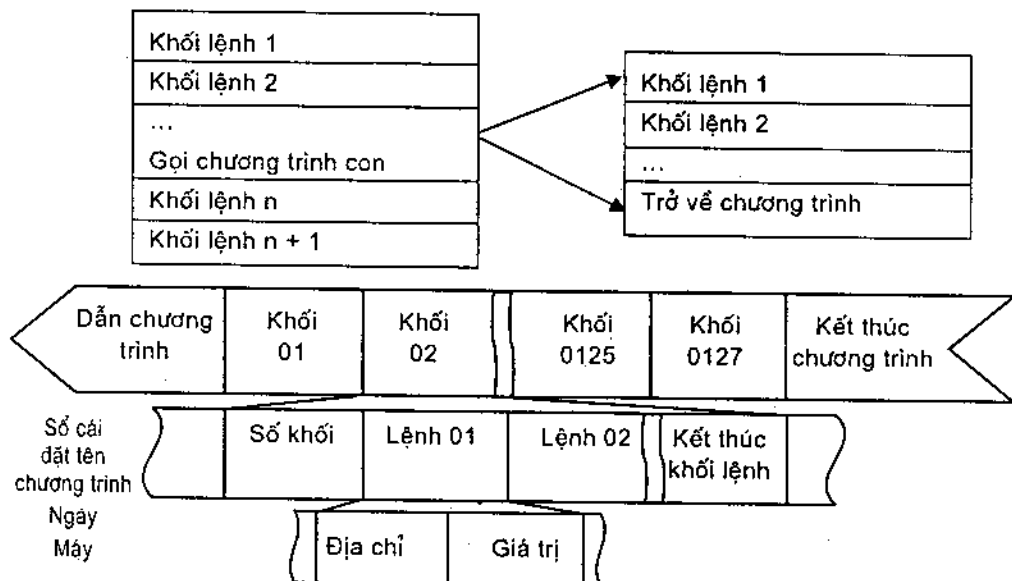 Khối lệnh 1
Khối lệnh 2
...
Gọi chương trình con
Khối lệnh n
Khối lệnh n + 1
Khối lệnh 1
Khối lệnh 2
...
Trở về chương trình
Dẫn chương
trình
Khối
01
Khối
02
Khối
0125
Khối
0127
Kết thúc
chương trình
Sổ cái
đặt tên
chương trình
Ngày
Máy
Số khối
Lệnh 01
Lệnh 02
Kết thúc
khối lệnh
Địa chỉ
Giá trị